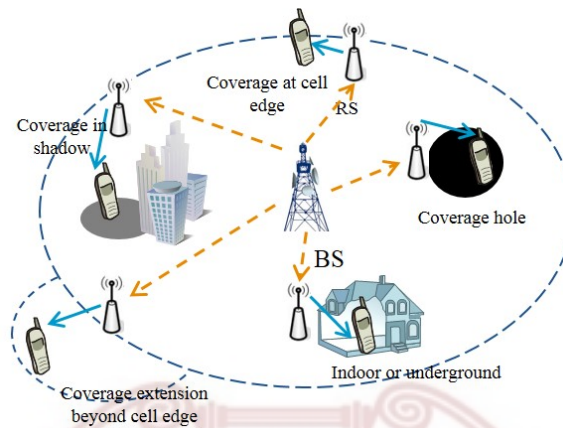 Coverage at cell
edge
RS
Coverage in
shadow
Coverage hole
BS
Indoor or underground
Coverage extension
beyond cell edge